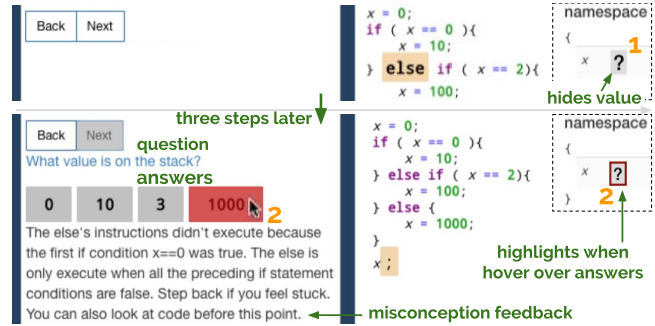 Back Next
x = 0;
if ( x == 0 ){
x = 10;
} else if ( x == 2){
x = 100;
namespace
{
1
x ?
hides value
three steps later
Back Next
question
What value is on the stack?
answers
0 10 3 1000
2
The else's instructions didn't execute because
the first if condition x==0 was true. The else is
only execute when all the preceding if statement
conditions are false. Step back if you feel stuck.
You can also look at code before this point.
misconception feedback
x = 0;
if ( x == 0 ){
x = 10;
} else if ( x == 2){
x = 100;
} else {
x = 1000;
}
x ;
namespace
{
x ?
} 2
highlights when
hover over answers